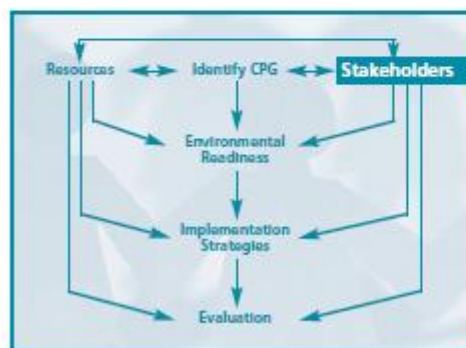 Resources Identify CPG Stakeholders
Environmental
Readiness
Implementation
Strategies
Evaluation